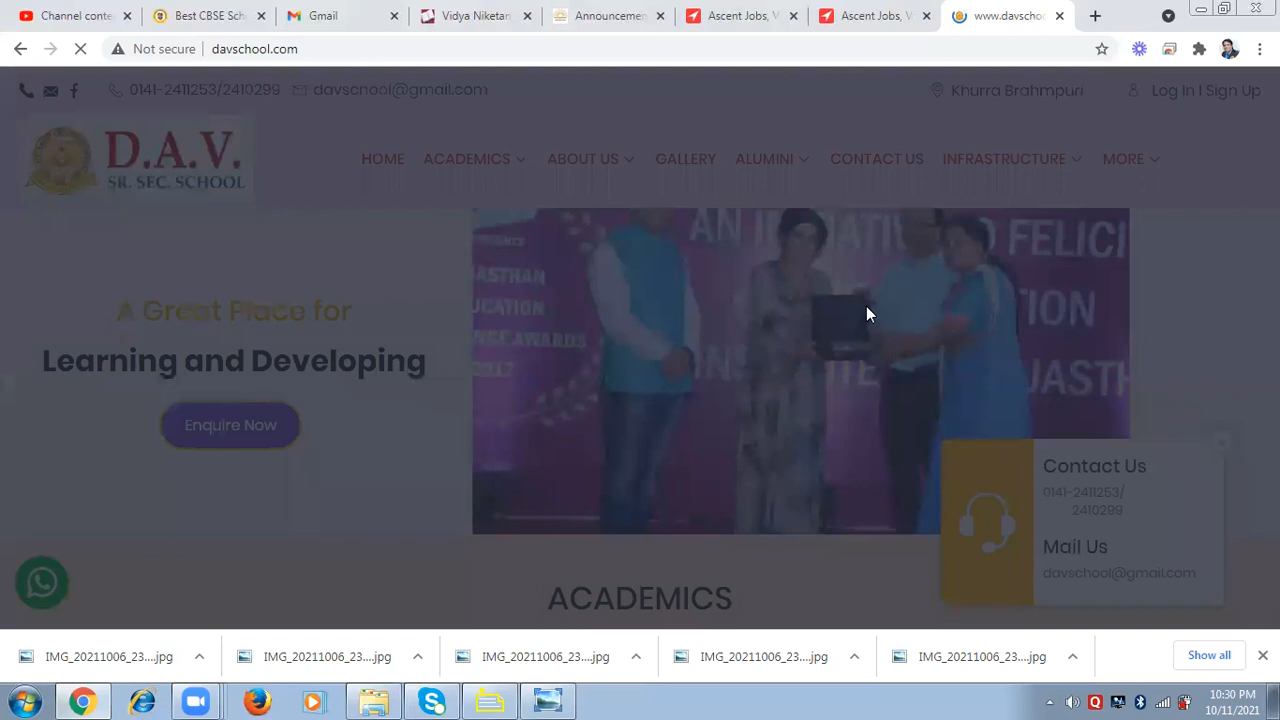 Channel conte
Best CBSE Sch
Gmail
Vidya Niketan
Announcemen
Ascent Jobs, V
Ascent Jobs, V
www.davschoo
Not secure
davschool.com
0141-2411253/2410299
davschool@gmail.com
Khurra Brahmpuri
Log In I Sign Up
D.A.V.
SR. SEC. SCHOOL
HOME
ACADEMICS
ABOUT US
GALLERY
ALUMINI
CONTACT US
INFRASTRUCTURE
MORE
A Great Place for
Learning and Developing
Enquire Now
FELICI
Contact Us
0141-2411253/
2410299
Mail Us
davschool@gmail.com
ACADEMICS
IMG_20211006_23....jpg
IMG_20211006_23....jpg
IMG_20211006_23....jpg
IMG_20211006_23....jpg
IMG_20211006_23....jpg
Show all
10:30 PM
10/11/2021